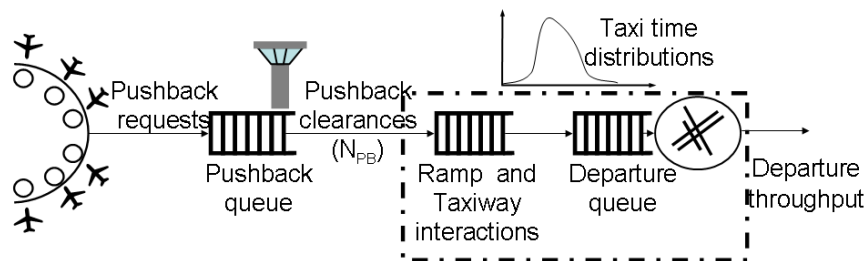 Taxi time
distributions
Pushback
requests
Pushback
clearances
(N_PB)
Pushback
queue
Ramp and
Taxiway
interactions
Departure
queue
Departure
throughput